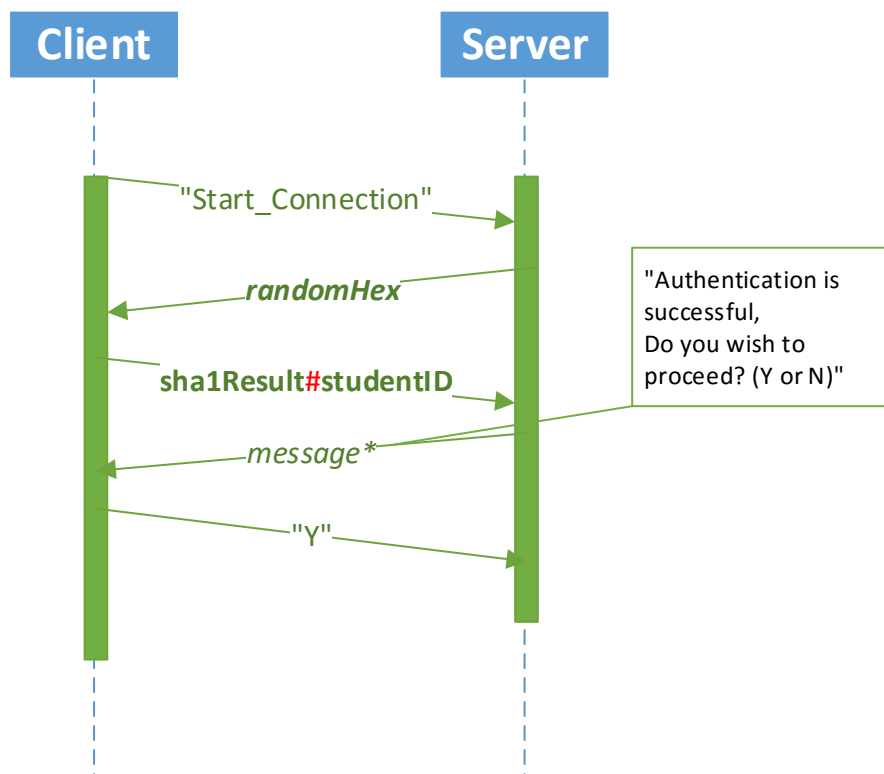 Client
Server
"Start_Connection"
randomHex
"Authentication is
successful,
Do you wish to
proceed? (Y or N)"
sha1Result#studentID
message*
"Y"